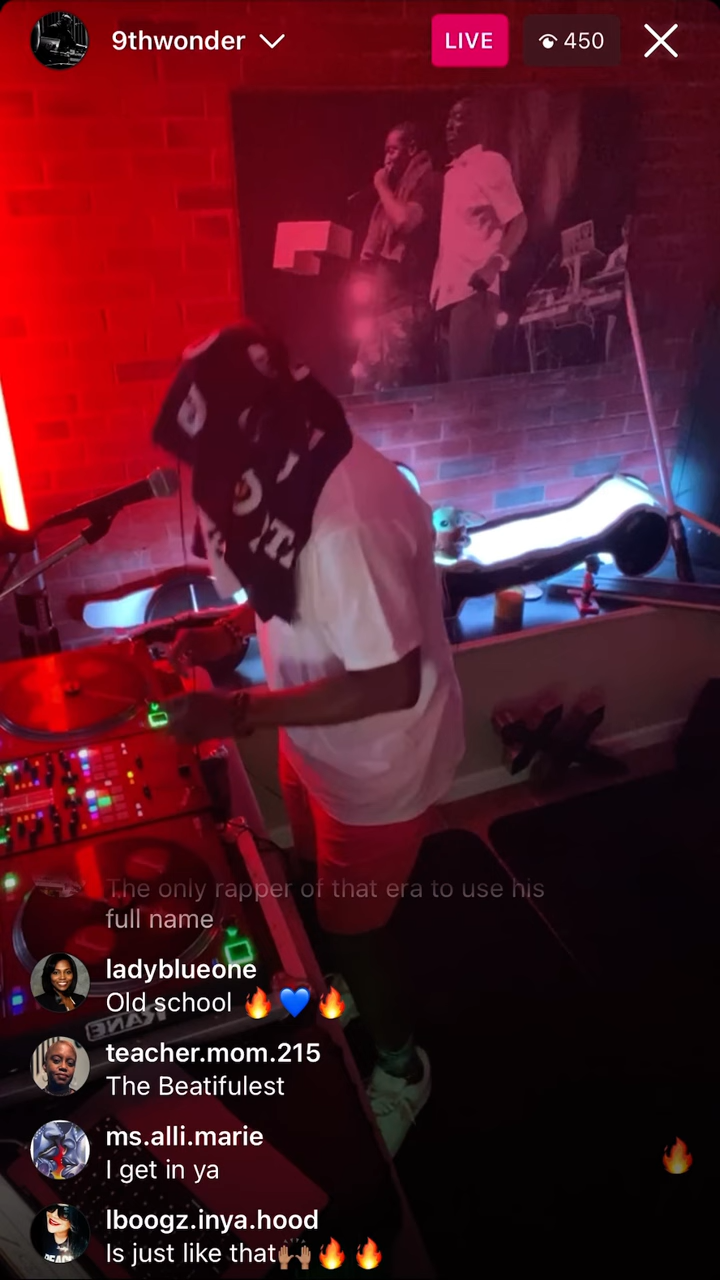 9thwonder
LIVE
450
The only rapper of that era to use his
full name
ladyblueone
Old school 🔥💙🔥
teacher.mom.215
The Beatifulest
ms.alli.marie
I get in ya
lboogz.inya.hood
Is just like that🙌🏽🔥🔥
RANE